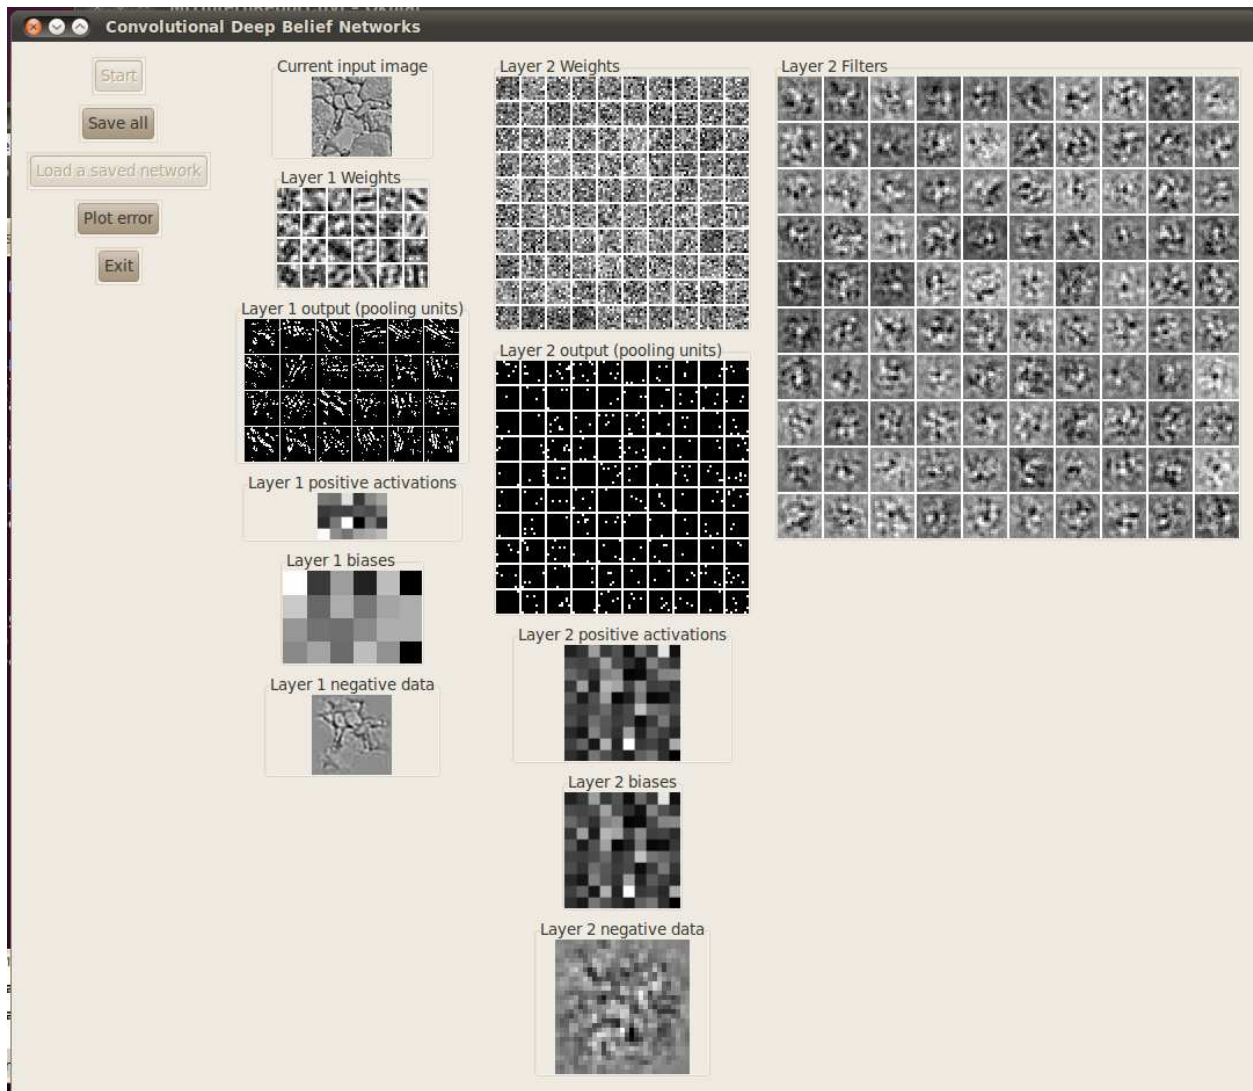 Convolutional Deep Belief Networks
Start
Save all
Load a saved network
Plot error
Exit
Current input image
Layer 1 Weights
Layer 1 output (pooling units)
Layer 1 positive activations
Layer 1 biases
Layer 1 negative data
Layer 2 Weights
Layer 2 output (pooling units)
Layer 2 positive activations
Layer 2 biases
Layer 2 negative data
Layer 2 Filters